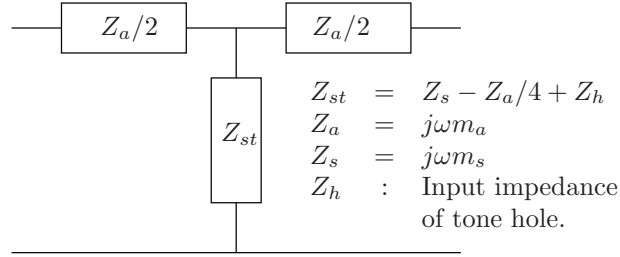 Z_a/2 Z_a/2
Z_st
Z_st = Z_s − Z_a/4 + Z_h
Z_a = jωm_a
Z_s = jωm_s
Z_h : Input impedance
of tone hole.